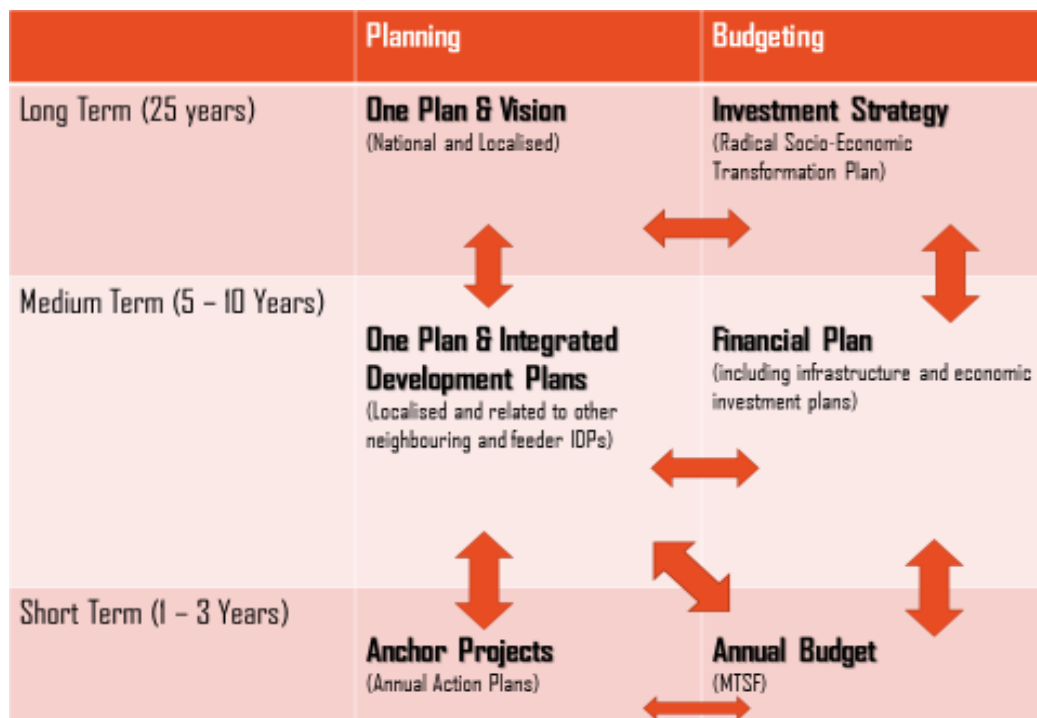 Planning
Budgeting
Long Term (25 years)
One Plan & Vision
(National and Localised)
Investment Strategy
(Radical Socio-Economic
Transformation Plan)
Medium Term (5 – 10 Years)
One Plan & Integrated
Development Plans
(Localised and related to other
neighbouring and feeder IDPs)
Financial Plan
(including infrastructure and economic
investment plans)
Short Term (1 – 3 Years)
Anchor Projects
(Annual Action Plans)
Annual Budget
(MTSF)